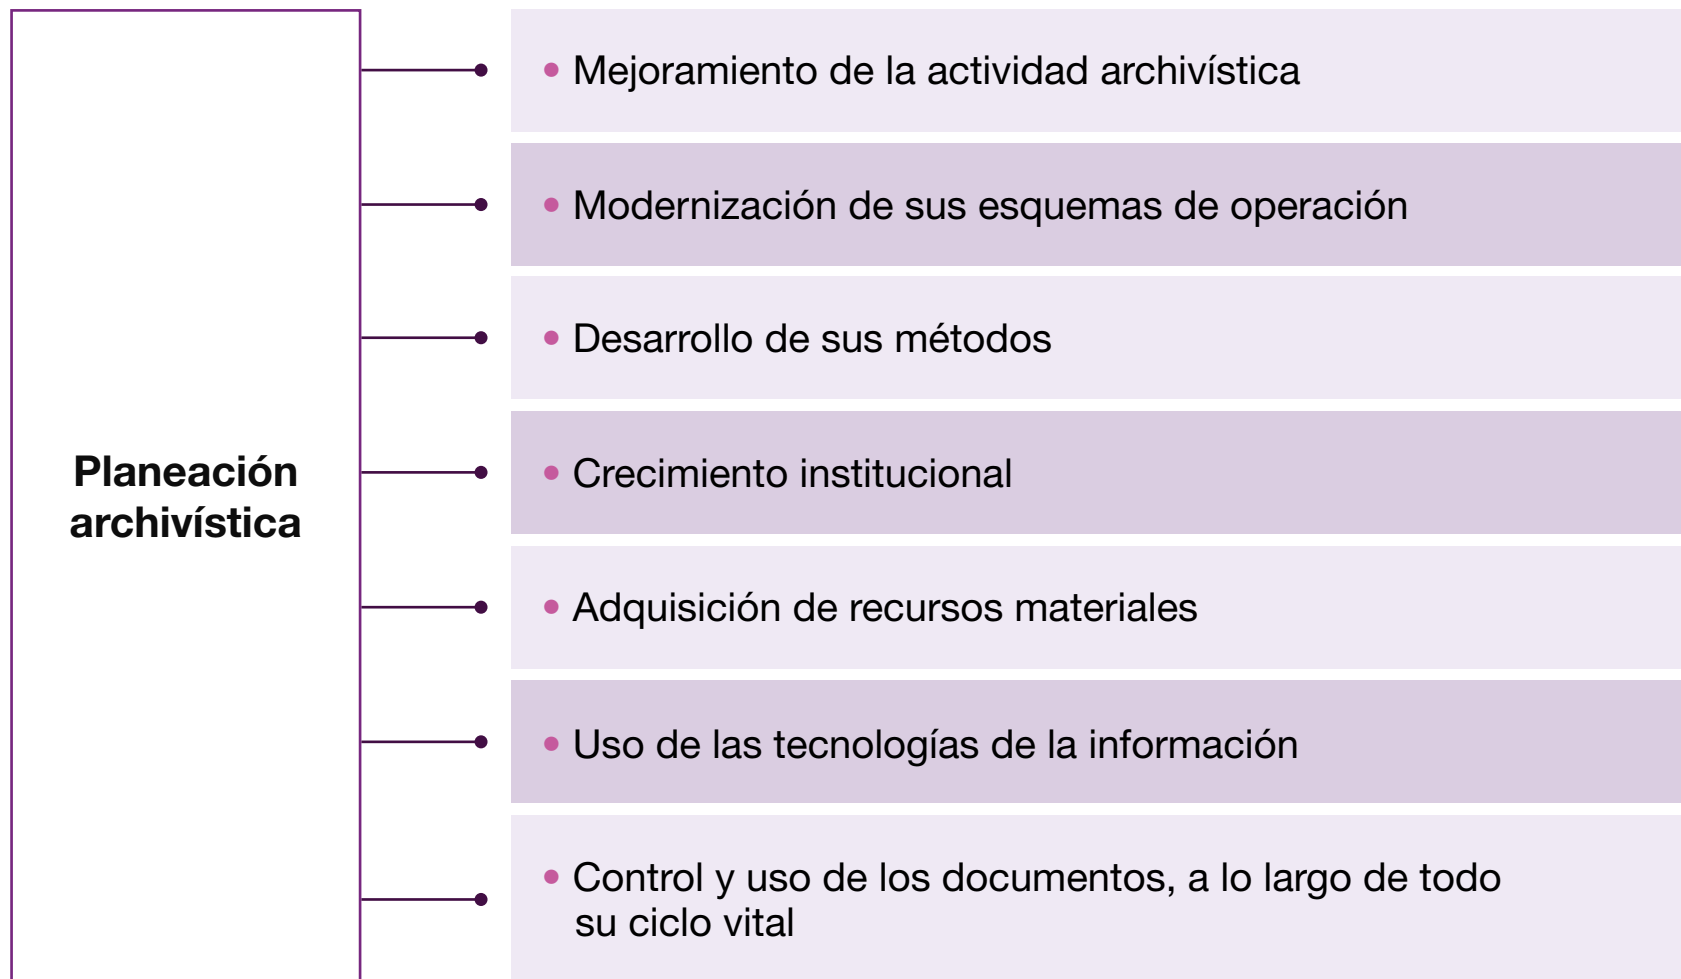 Planeación
archivística
• Mejoramiento de la actividad archivística
• Modernización de sus esquemas de operación
• Desarrollo de sus métodos
• Crecimiento institucional
• Adquisición de recursos materiales
• Uso de las tecnologías de la información
• Control y uso de los documentos, a lo largo de todo
su ciclo vital